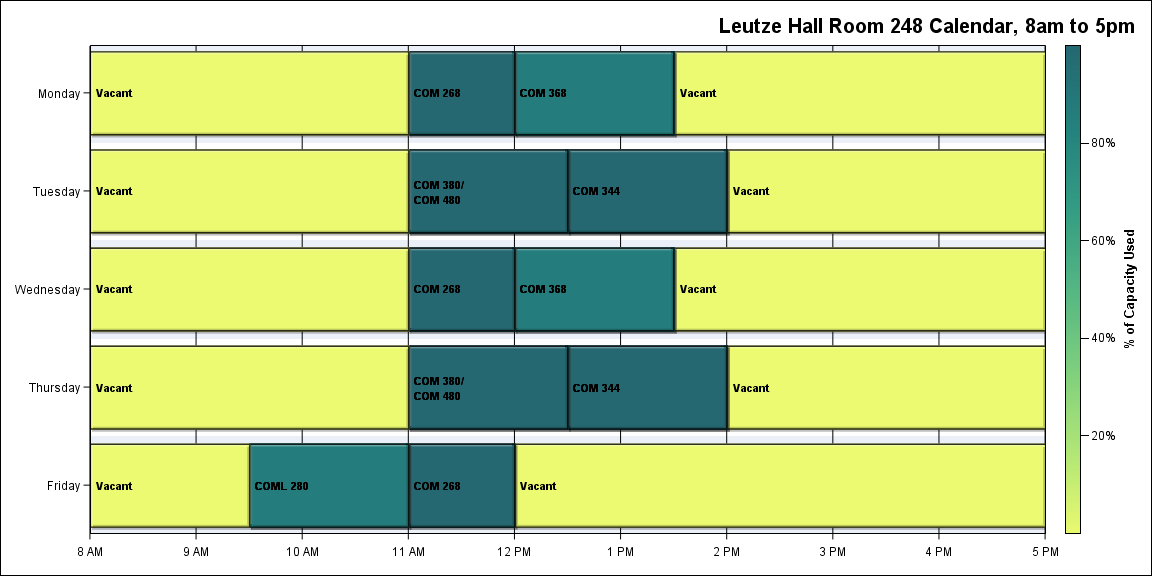 Leutze Hall Room 248 Calendar, 8am to 5pm
Monday
Vacant
COM 268
COM 368
Vacant
Tuesday
Vacant
COM 380/
COM 480
COM 344
Vacant
Wednesday
Vacant
COM 268
COM 368
Vacant
Thursday
Vacant
COM 380/
COM 480
COM 344
Vacant
Friday
Vacant
COML 280
COM 268
Vacant
8 AM
9 AM
10 AM
11 AM
12 PM
1 PM
2 PM
3 PM
4 PM
5 PM
80%
60%
40%
20%
% of Capacity Used